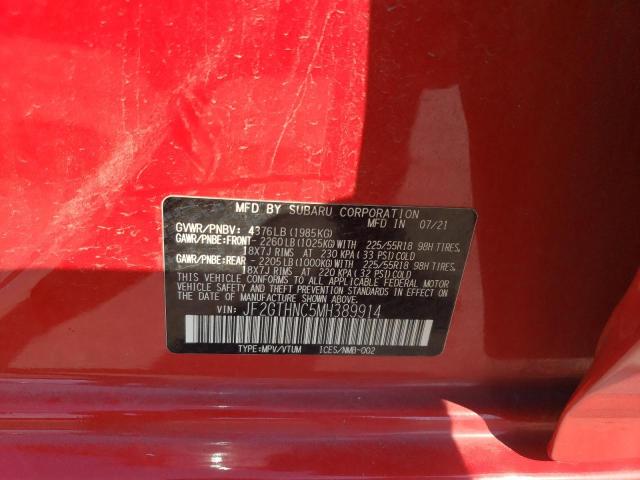 MFD BY SUBARU CORPORATION
MFD IN 07/21
GVWR/PNBV: 4376LB (1985KG)
GAWR/PNBE:FRONT- 2260LB(1025KG)WITH 225/55R18 98H TIRES,
18X7J RIMS AT 230 KPA( 33 PSI)COLD
GAWR/PNBE:REAR - 2205LB(1000KG)WITH 225/55R18 98H TIRES,
18X7J RIMS AT 220 KPA( 32 PSI)COLD
THIS VEHICLE CONFORMS TO ALL APPLICABLE FEDERAL MOTOR
VEHICLE SAFETY AND THEFT PREVENTION STANDARDS IN EFFECT
ON THE DATE OF MANUFACTURE SHOWN ABOVE.
VIN: JF2GTHNC5MH389914
TYPE:MPV/VTUM ICES/NMB-002